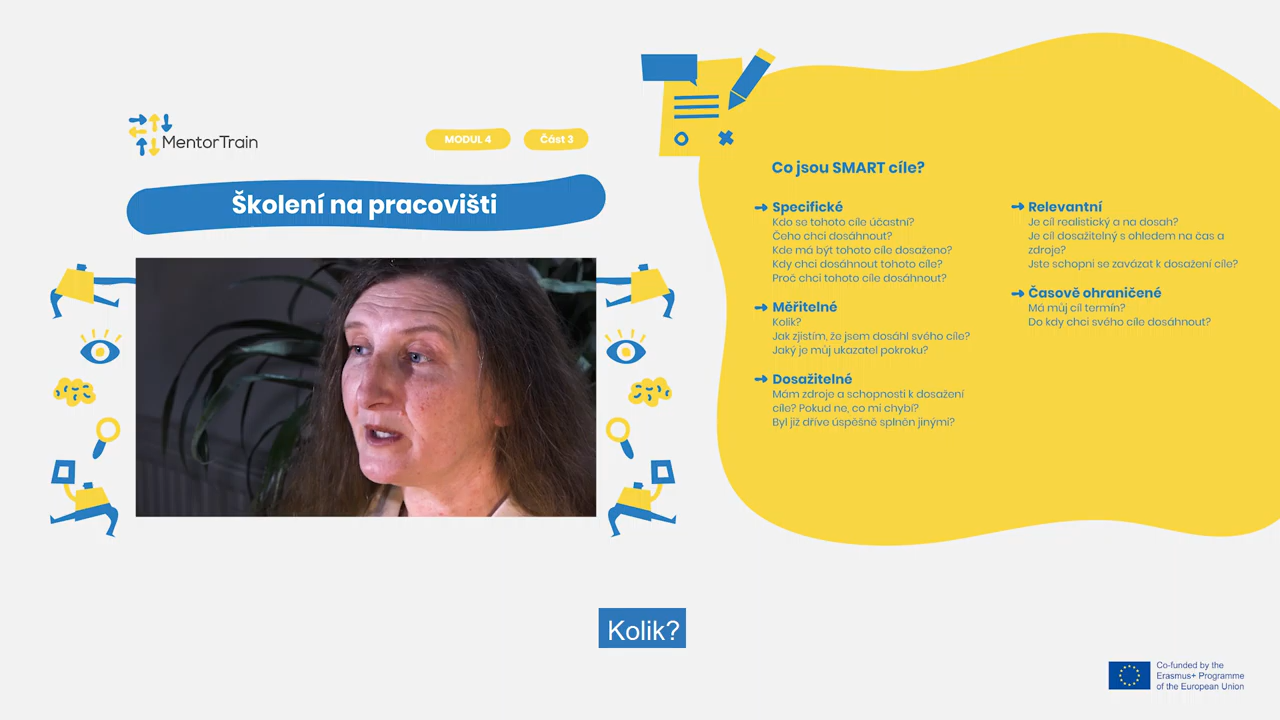 MentorTrain
MODUL 4
Část 3
Školení na pracovišti
Co jsou SMART cíle?
Specifické
Kdo se tohoto cíle účastní?
Čeho chci dosáhnout?
Kde má být tohoto cíle dosaženo?
Kdy chci dosáhnout tohoto cíle?
Proč chci tohoto cíle dosáhnout?
Měřitelné
Kolik?
Jak zjistím, že jsem dosáhl svého cíle?
Jaký je můj ukazatel pokroku?
Dosažitelné
Mám zdroje a schopnosti k dosažení
cíle? Pokud ne, co mi chybí?
Byl již dříve úspěšně splněn jinými?
Relevantní
Je cíl realistický a na dosah?
Je cíl dosažitelný s ohledem na čas a
zdroje?
Jste schopni se zavázat k dosažení cíle?
Časově ohraničené
Má můj cíl termín?
Do kdy chci svého cíle dosáhnout?
Kolik?
Co-funded by the
Erasmus+ Programme
of the European Union